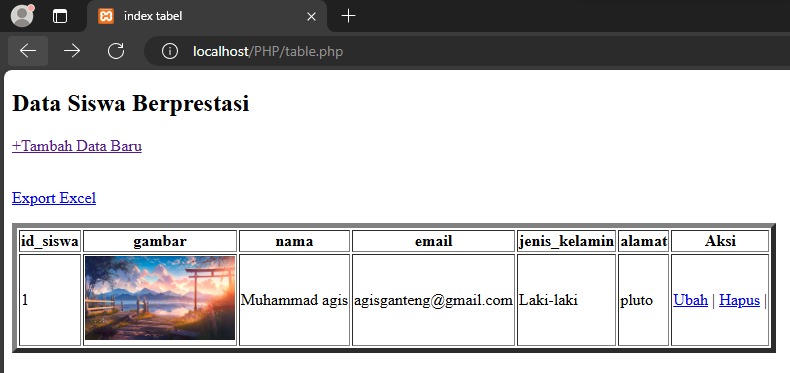 index tabel
localhost/PHP/table.php
Data Siswa Berprestasi
+Tambah Data Baru
Export Excel
id_siswa gambar nama email jenis_kelamin alamat Aksi
1 Muhammad agis agisganteng@gmail.com Laki-laki pluto Ubah | Hapus |